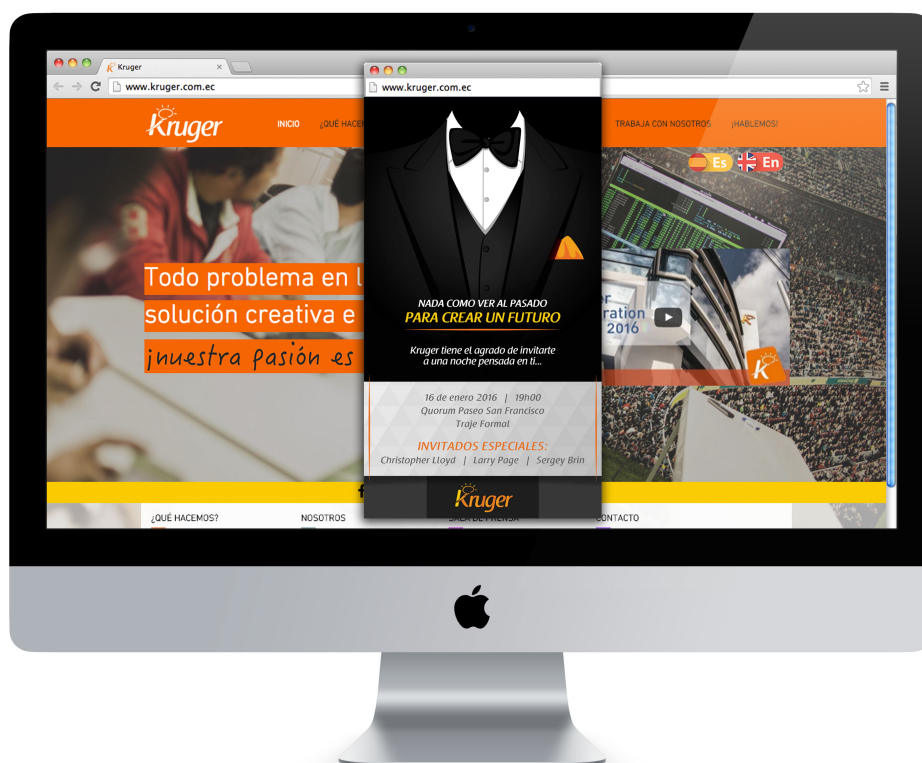 Kruger
www.kruger.com.ec
www.kruger.com.ec
Kruger
INICIO
TRABAJA CON NOSOTROS
¡HABLEMOS!
Es
En
Todo problema en
solución creativa e
¡nuestra pasión es
2016
NADA COMO VER AL PASADO
PARA CREAR UN FUTURO
Kruger tiene el agrado de invitarte
a una noche pensada en ti...
16 de enero 2016 | 19h00
Quorum Paseo San Francisco
Traje Formal
INVITADOS ESPECIALES:
Christopher Lloyd | Larry Page | Sergey Brin
Kruger
¿QUÉ HACEMOS?
NOSOTROS
SALA DE PRENSA
CONTACTO